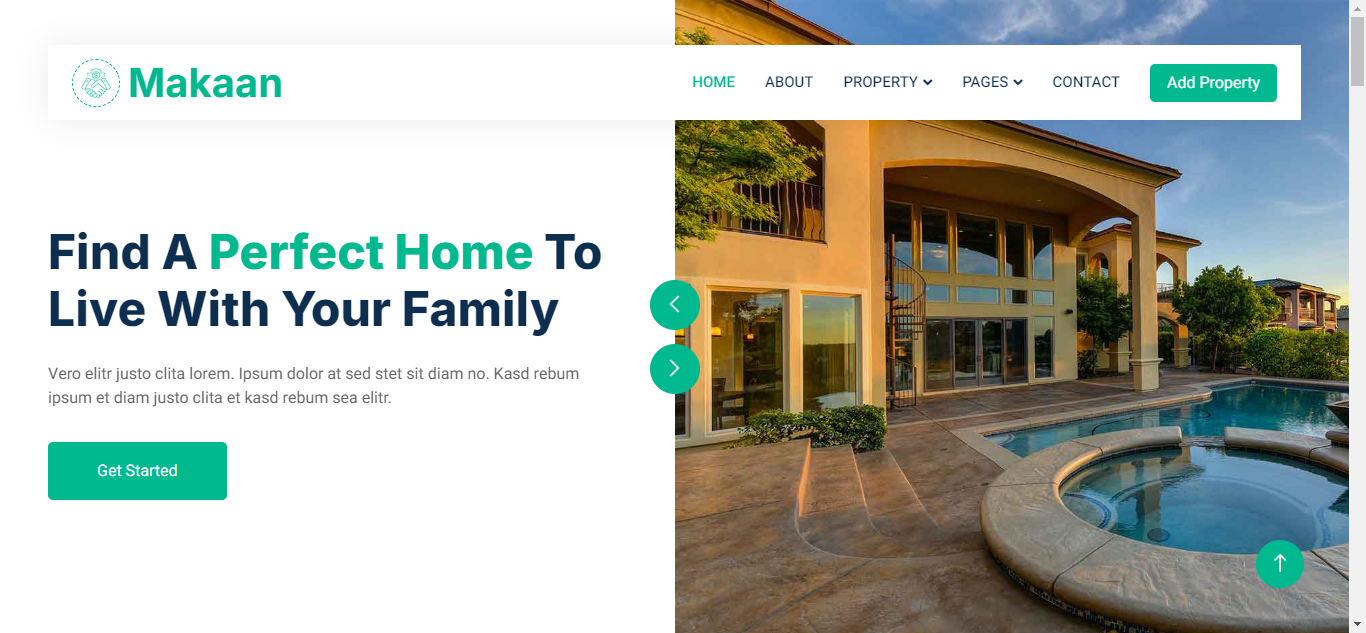 Makaan
HOME
ABOUT
PROPERTY
PAGES
CONTACT
Add Property
Find A Perfect Home To
Live With Your Family
Vero elitr justo clita lorem. Ipsum dolor at sed stet sit diam no. Kasd rebum
ipsum et diam justo clita et kasd rebum sea elitr.
Get Started